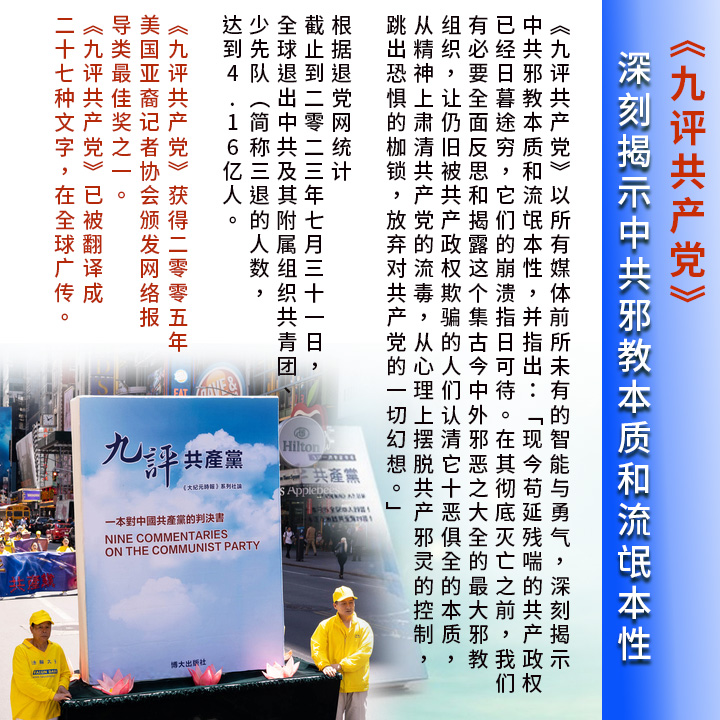 《九评共产党》
深刻揭示中共邪教本质和流氓本性
《九评共产党》以所有媒体前所未有的智能与勇气，深刻揭示
中共邪教本质和流氓本性，并指出：「现今苟延残喘的共产政权
已经日暮途穷，它们的崩溃指日可待。在其彻底灭亡之前，我们
有必要全面反思和揭露这个集古今中外邪恶之大全的最大邪教
组织，让仍旧被共产政权欺骗的人们认清它十恶俱全的本质，
从精神上肃清共产党的流毒，从心理上摆脱共产邪灵的控制，
跳出恐惧的枷锁，放弃对共产党的一切幻想。」
根据退党网统计
截止到二零二三年七月三十一日，
全球退出中共及其附属组织共青团、
少先队（简称三退的人数，
达到4.16亿人。
《九评共产党》获得二零零五年
美国亚裔记者协会颁发网络报
导类最佳奖之一。
《九评共产党》已被翻译成
二十七种文字，在全球广传。
九評共產黨
《大紀元時報》系列社論
一本對中國共產黨的判決書
NINE COMMENTARIES
ON THE COMMUNIST PARTY
博大出版社
Hilton
共產黨
Applebee